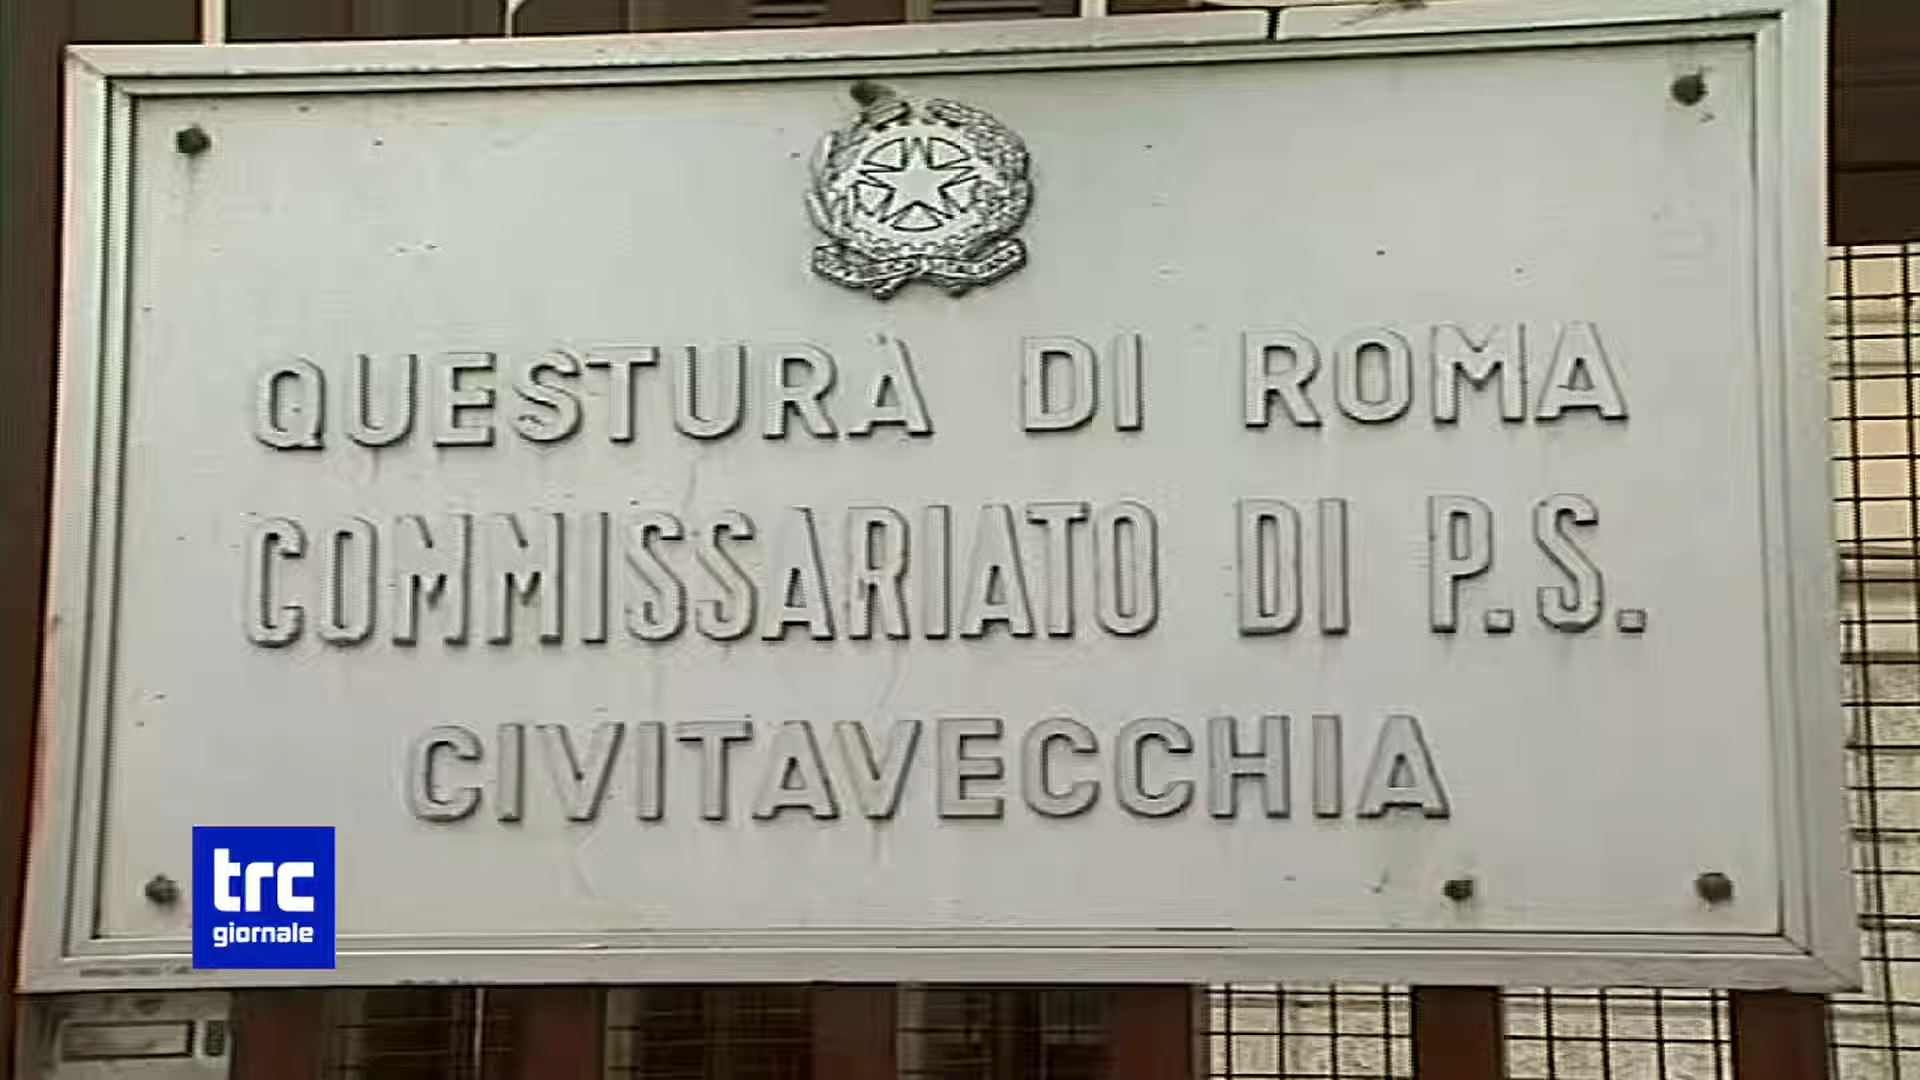 QUESTURA DI ROMA
COMMISSARIATO DI P.S.
CIVITAVECCHIA
trc
giornale